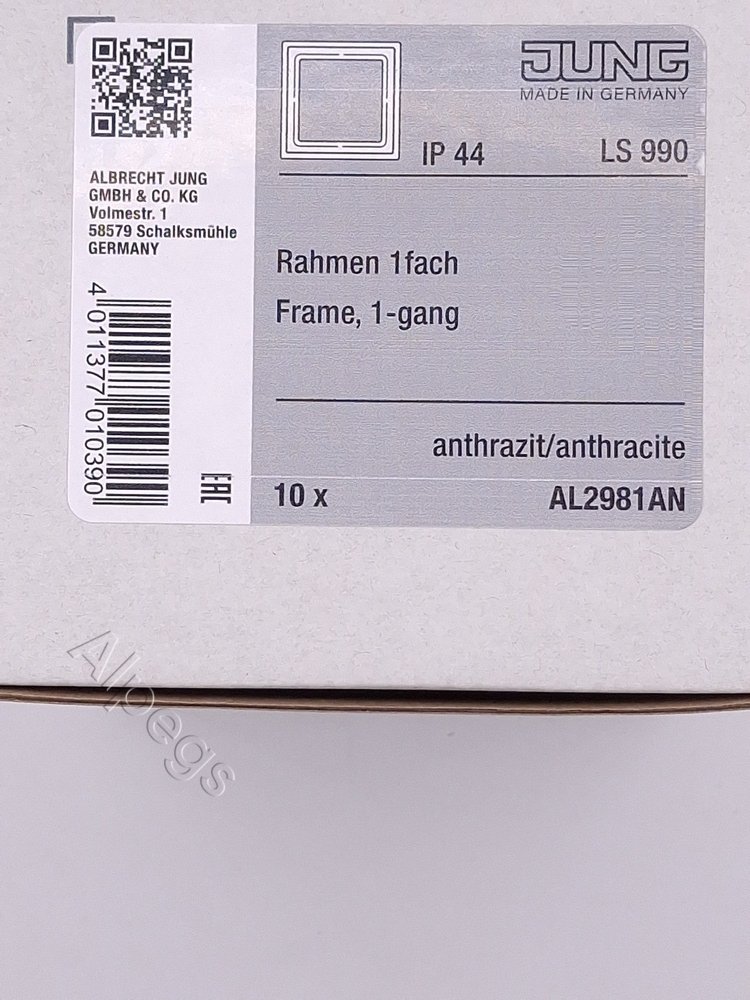 JUNG
MADE IN GERMANY
IP 44
LS 990
ALBRECHT JUNG
GMBH & CO. KG
Volmestr. 1
58579 Schalksmühle
GERMANY
Rahmen 1fach
Frame, 1-gang
4 011377 010390
EAC
anthrazit/anthracite
10 x
AL2981AN
Alpegs